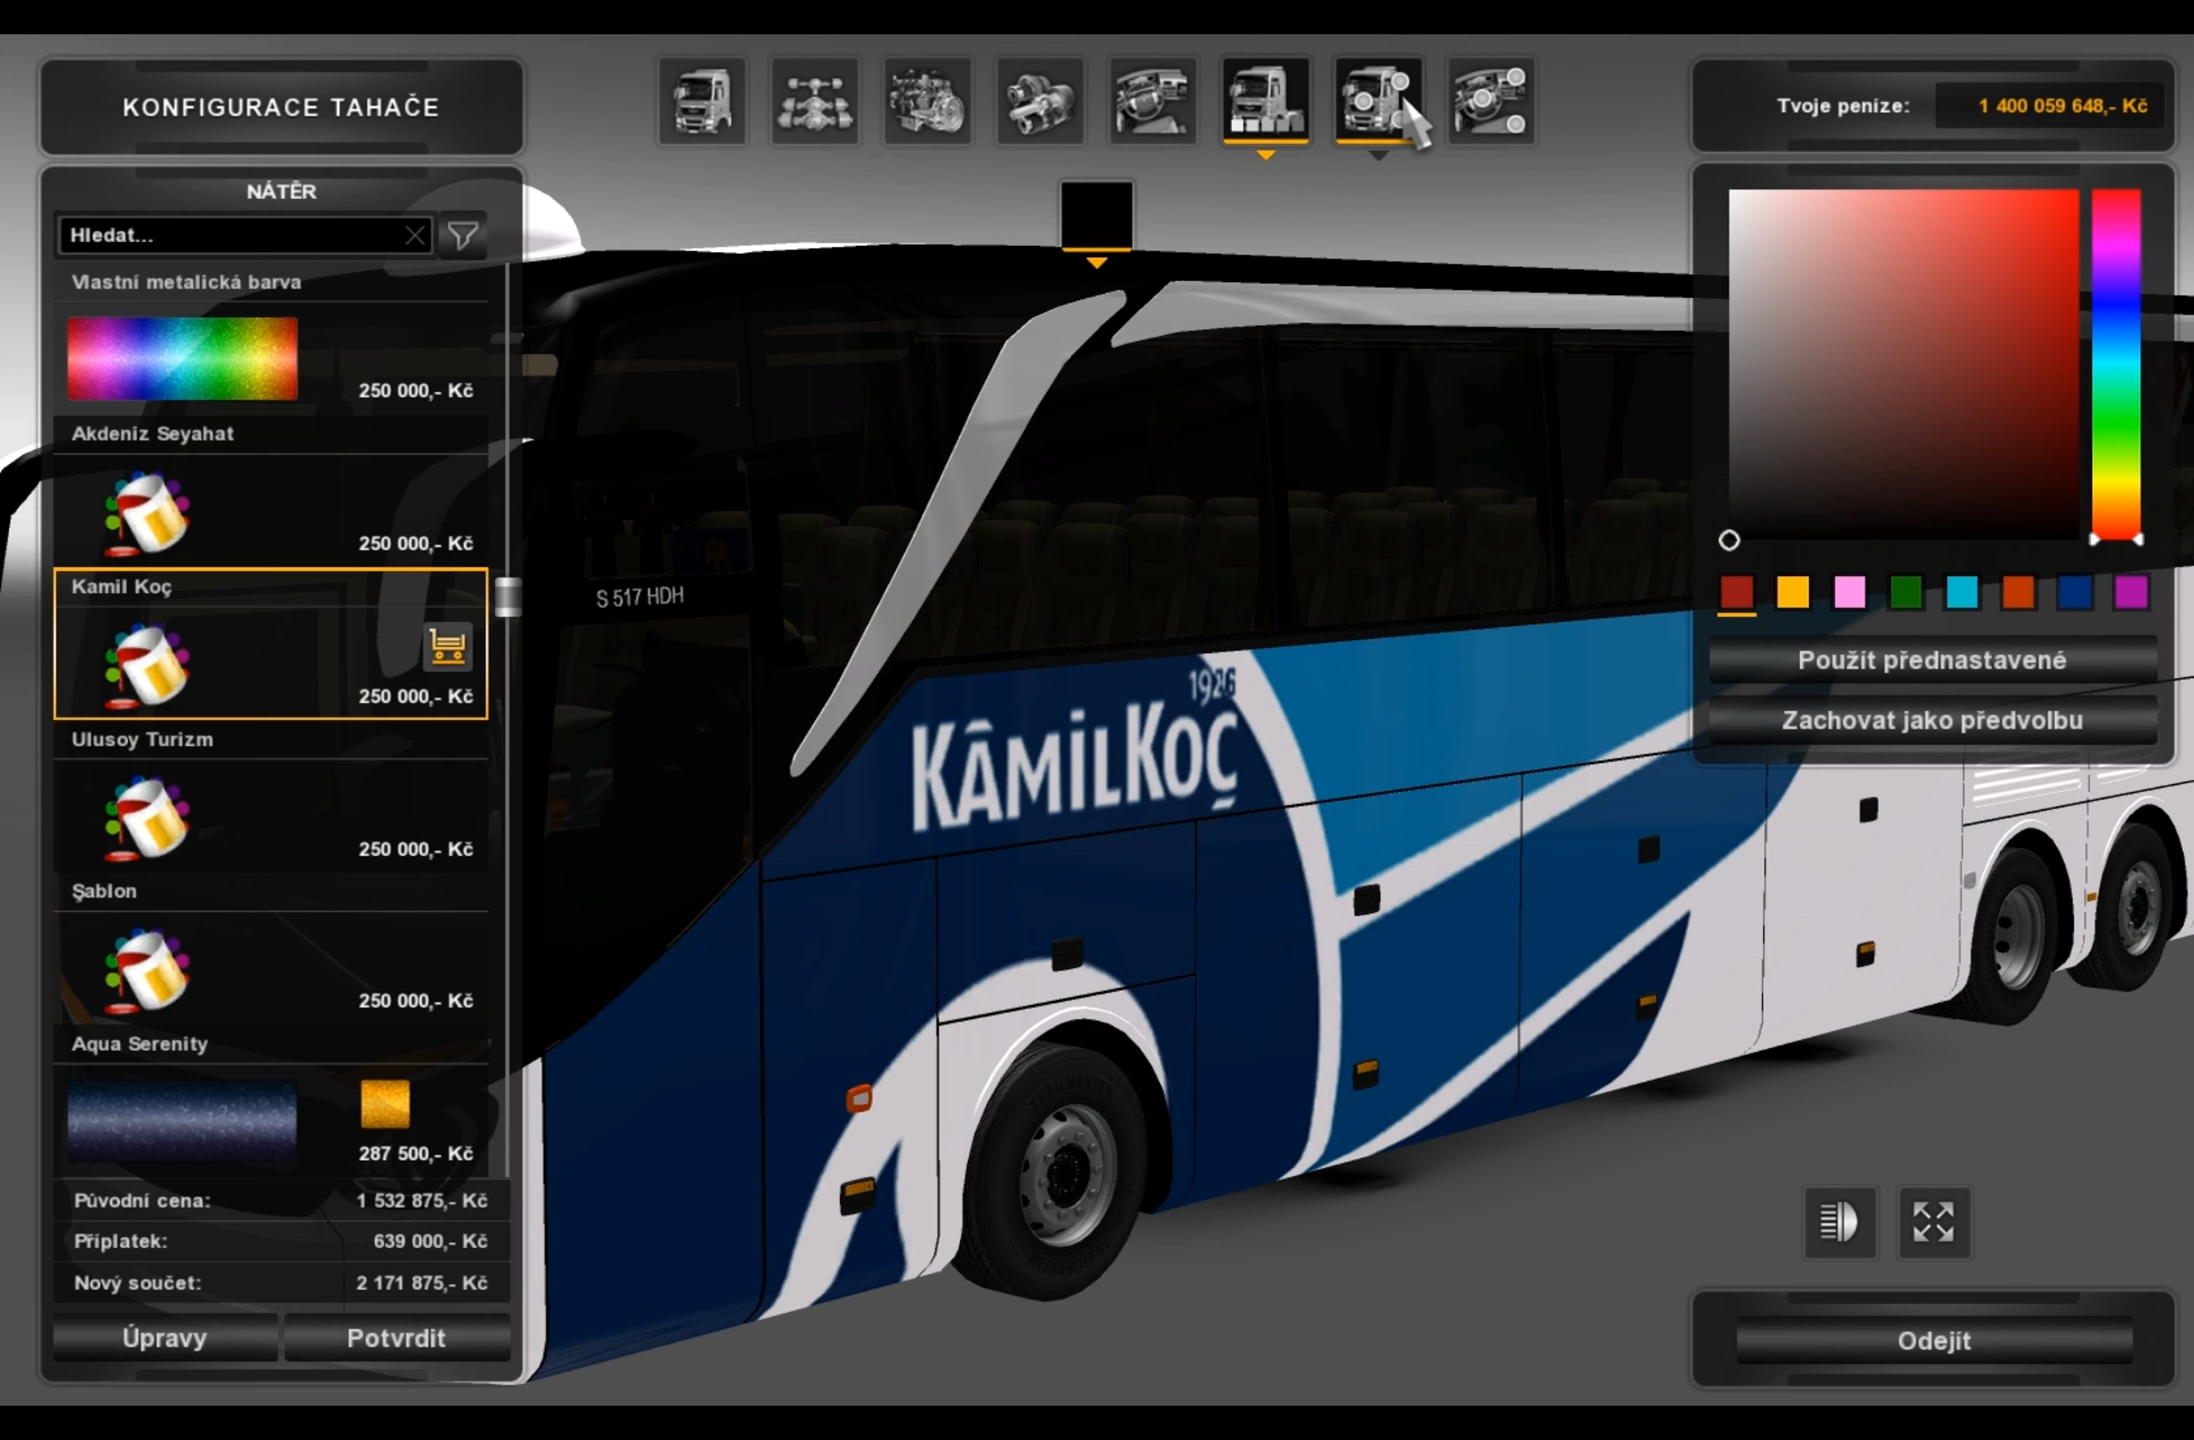 KONFIGURACE TAHAČE
Tvoje peníze:
1 400 059 648,- Kč
NÁTĚR
Hledat...
Vlastní metalická barva
250 000,- Kč
Akdeniz Seyahat
250 000,- Kč
Kamil Koç
250 000,- Kč
Ulusoy Turizm
250 000,- Kč
Şablon
250 000,- Kč
Aqua Serenity
287 500,- Kč
Původní cena: 1 532 875,- Kč
Příplatek: 639 000,- Kč
Nový součet: 2 171 875,- Kč
Úpravy
Potvrdit
S 517 HDH
1926
KÂMİLKOÇ
Použít přednastavené
Zachovat jako předvolbu
Odejít